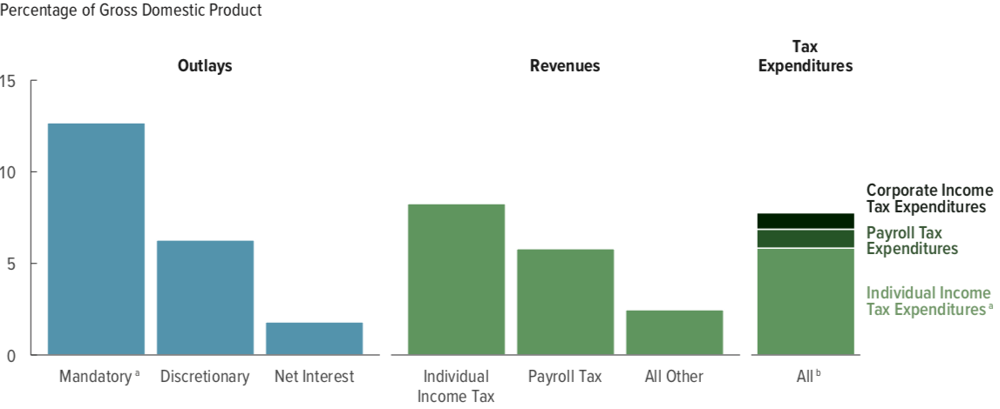 Percentage of Gross Domestic Product
Outlays
Revenues
Tax
Expenditures
15
10
5
0
Mandatory a
Discretionary
Net Interest
Individual
Income Tax
Payroll Tax
All Other
All b
Corporate Income
Tax Expenditures
Payroll Tax
Expenditures
Individual Income
Tax Expenditures a